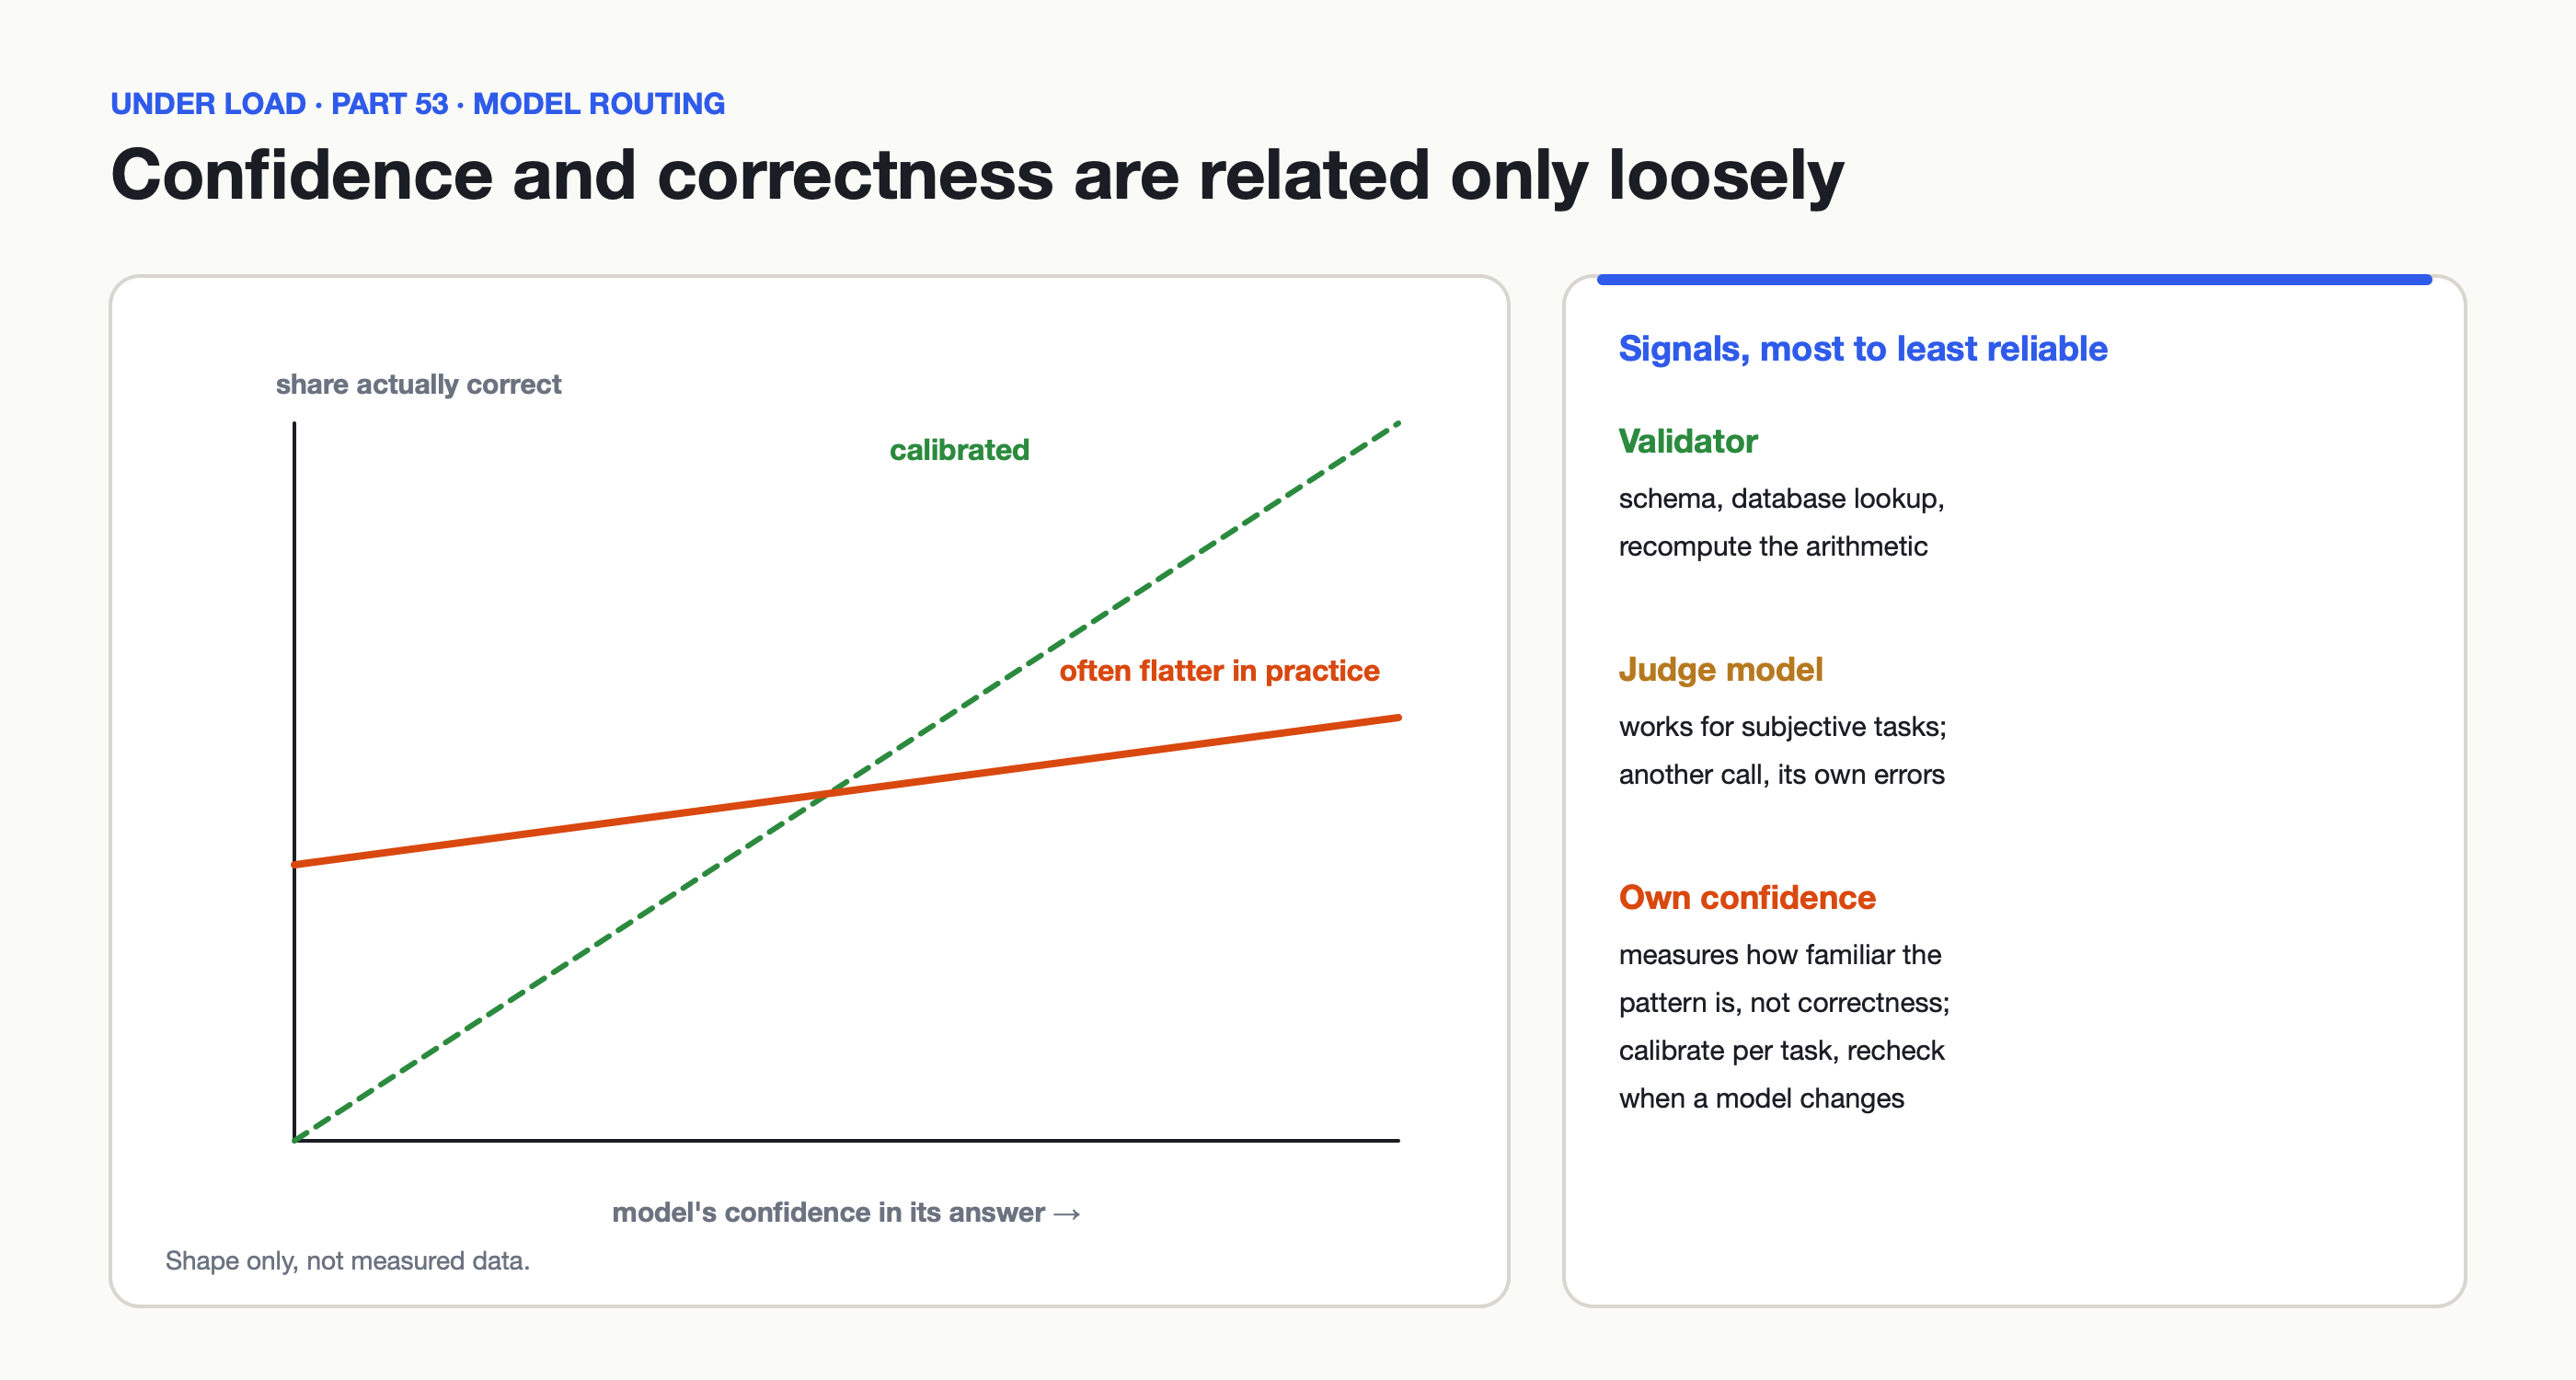 UNDER LOAD · PART 53 · MODEL ROUTING
Confidence and correctness are related only loosely
share actually correct
calibrated
often flatter in practice
model's confidence in its answer →
Shape only, not measured data.
Signals, most to least reliable
Validator
schema, database lookup,
recompute the arithmetic
Judge model
works for subjective tasks;
another call, its own errors
Own confidence
measures how familiar the
pattern is, not correctness;
calibrate per task, recheck
when a model changes